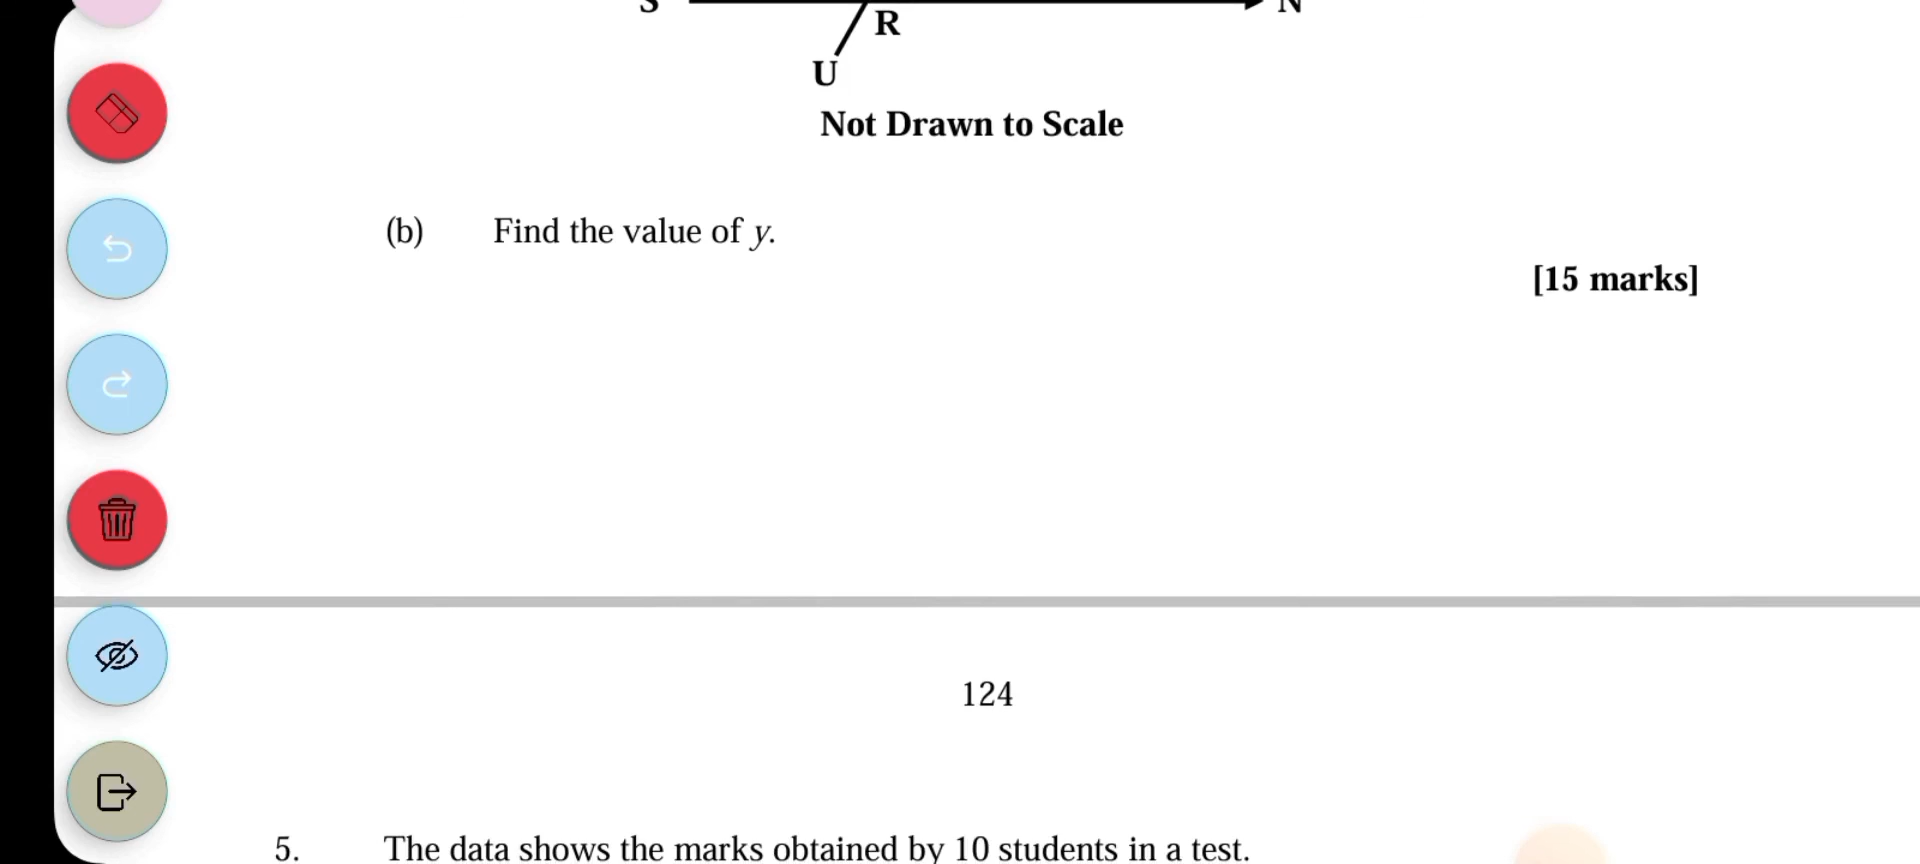 S N
R
U
Not Drawn to Scale
(b) Find the value of y.
[15 marks]
124
5. The data shows the marks obtained by 10 students in a test.